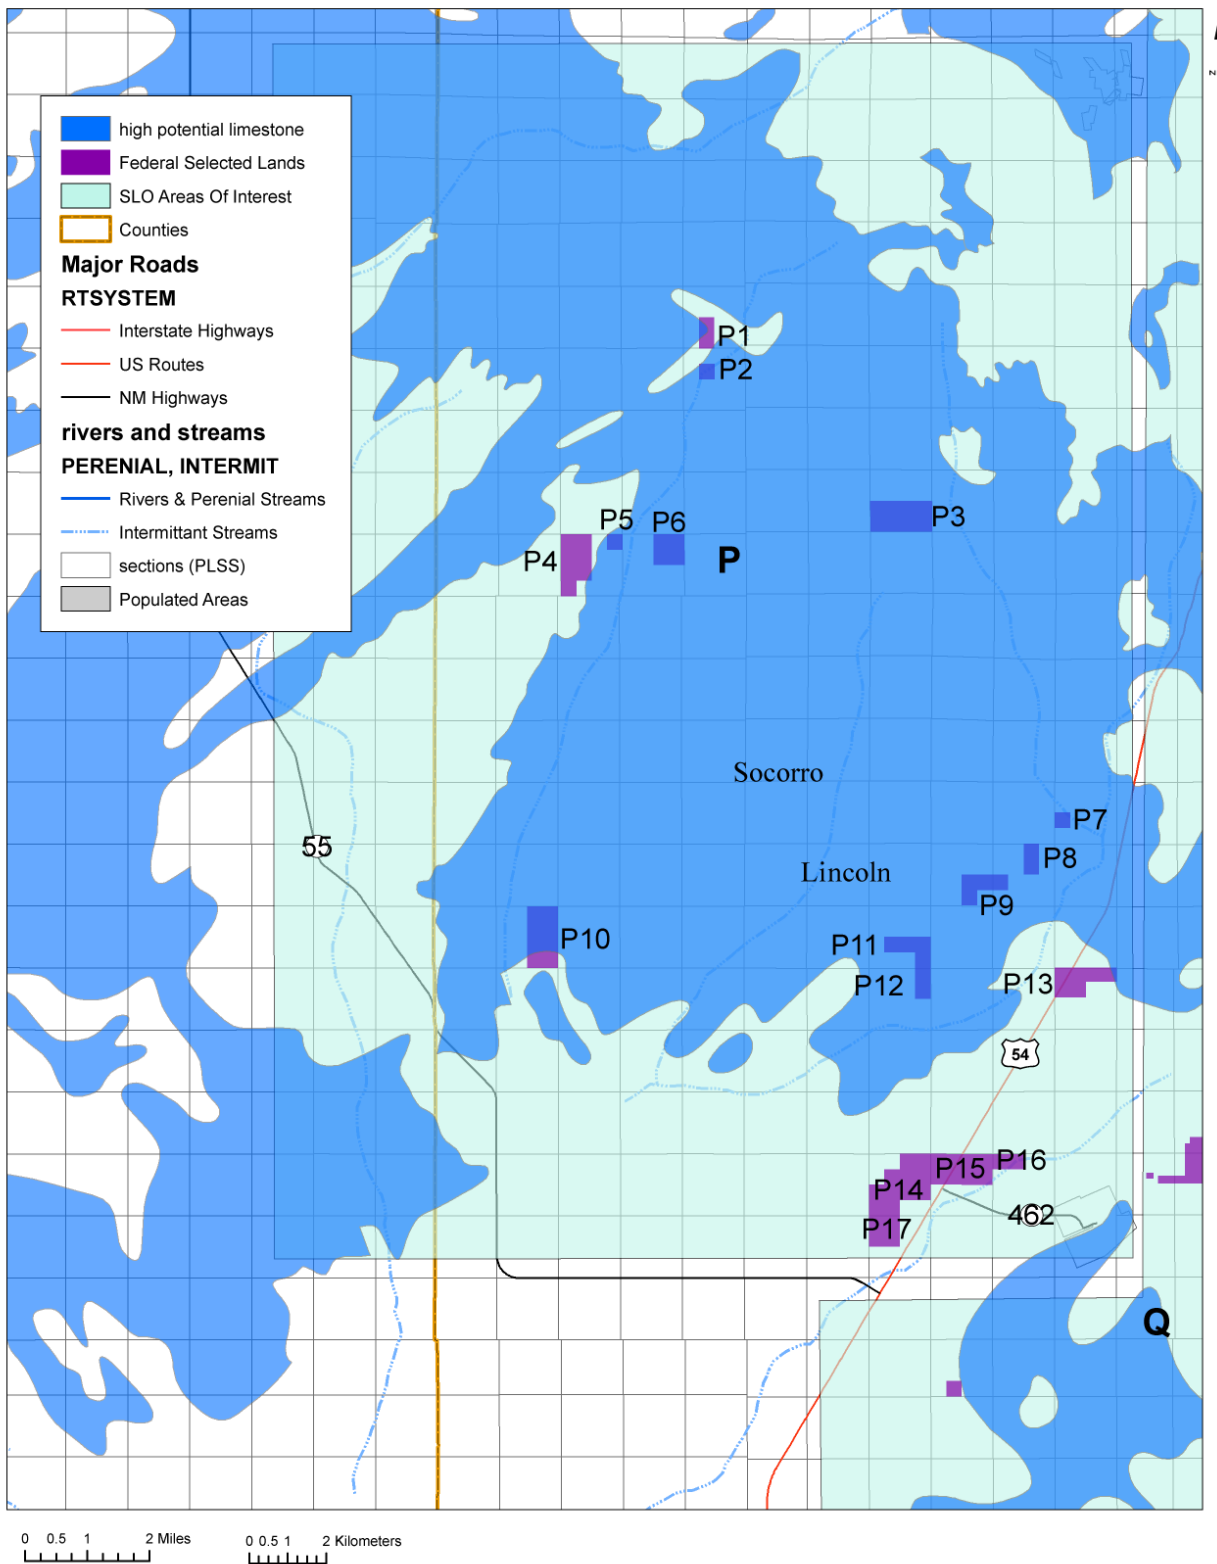 high potential limestone
Federal Selected Lands
SLO Areas Of Interest
Counties
Major Roads
RTSYSTEM
Interstate Highways
US Routes
NM Highways
rivers and streams
PERENIAL, INTERMIT
Rivers & Perenial Streams
Intermittant Streams
sections (PLSS)
Populated Areas
P1
P2
P3
P5
P6
P4
P
Socorro
P7
55
P8
Lincoln
P9
P10
P11
P12
P13
54
P16
P15
P14
462
P17
Q
0 0.5 1 2 Miles
0 0.5 1 2 Kilometers